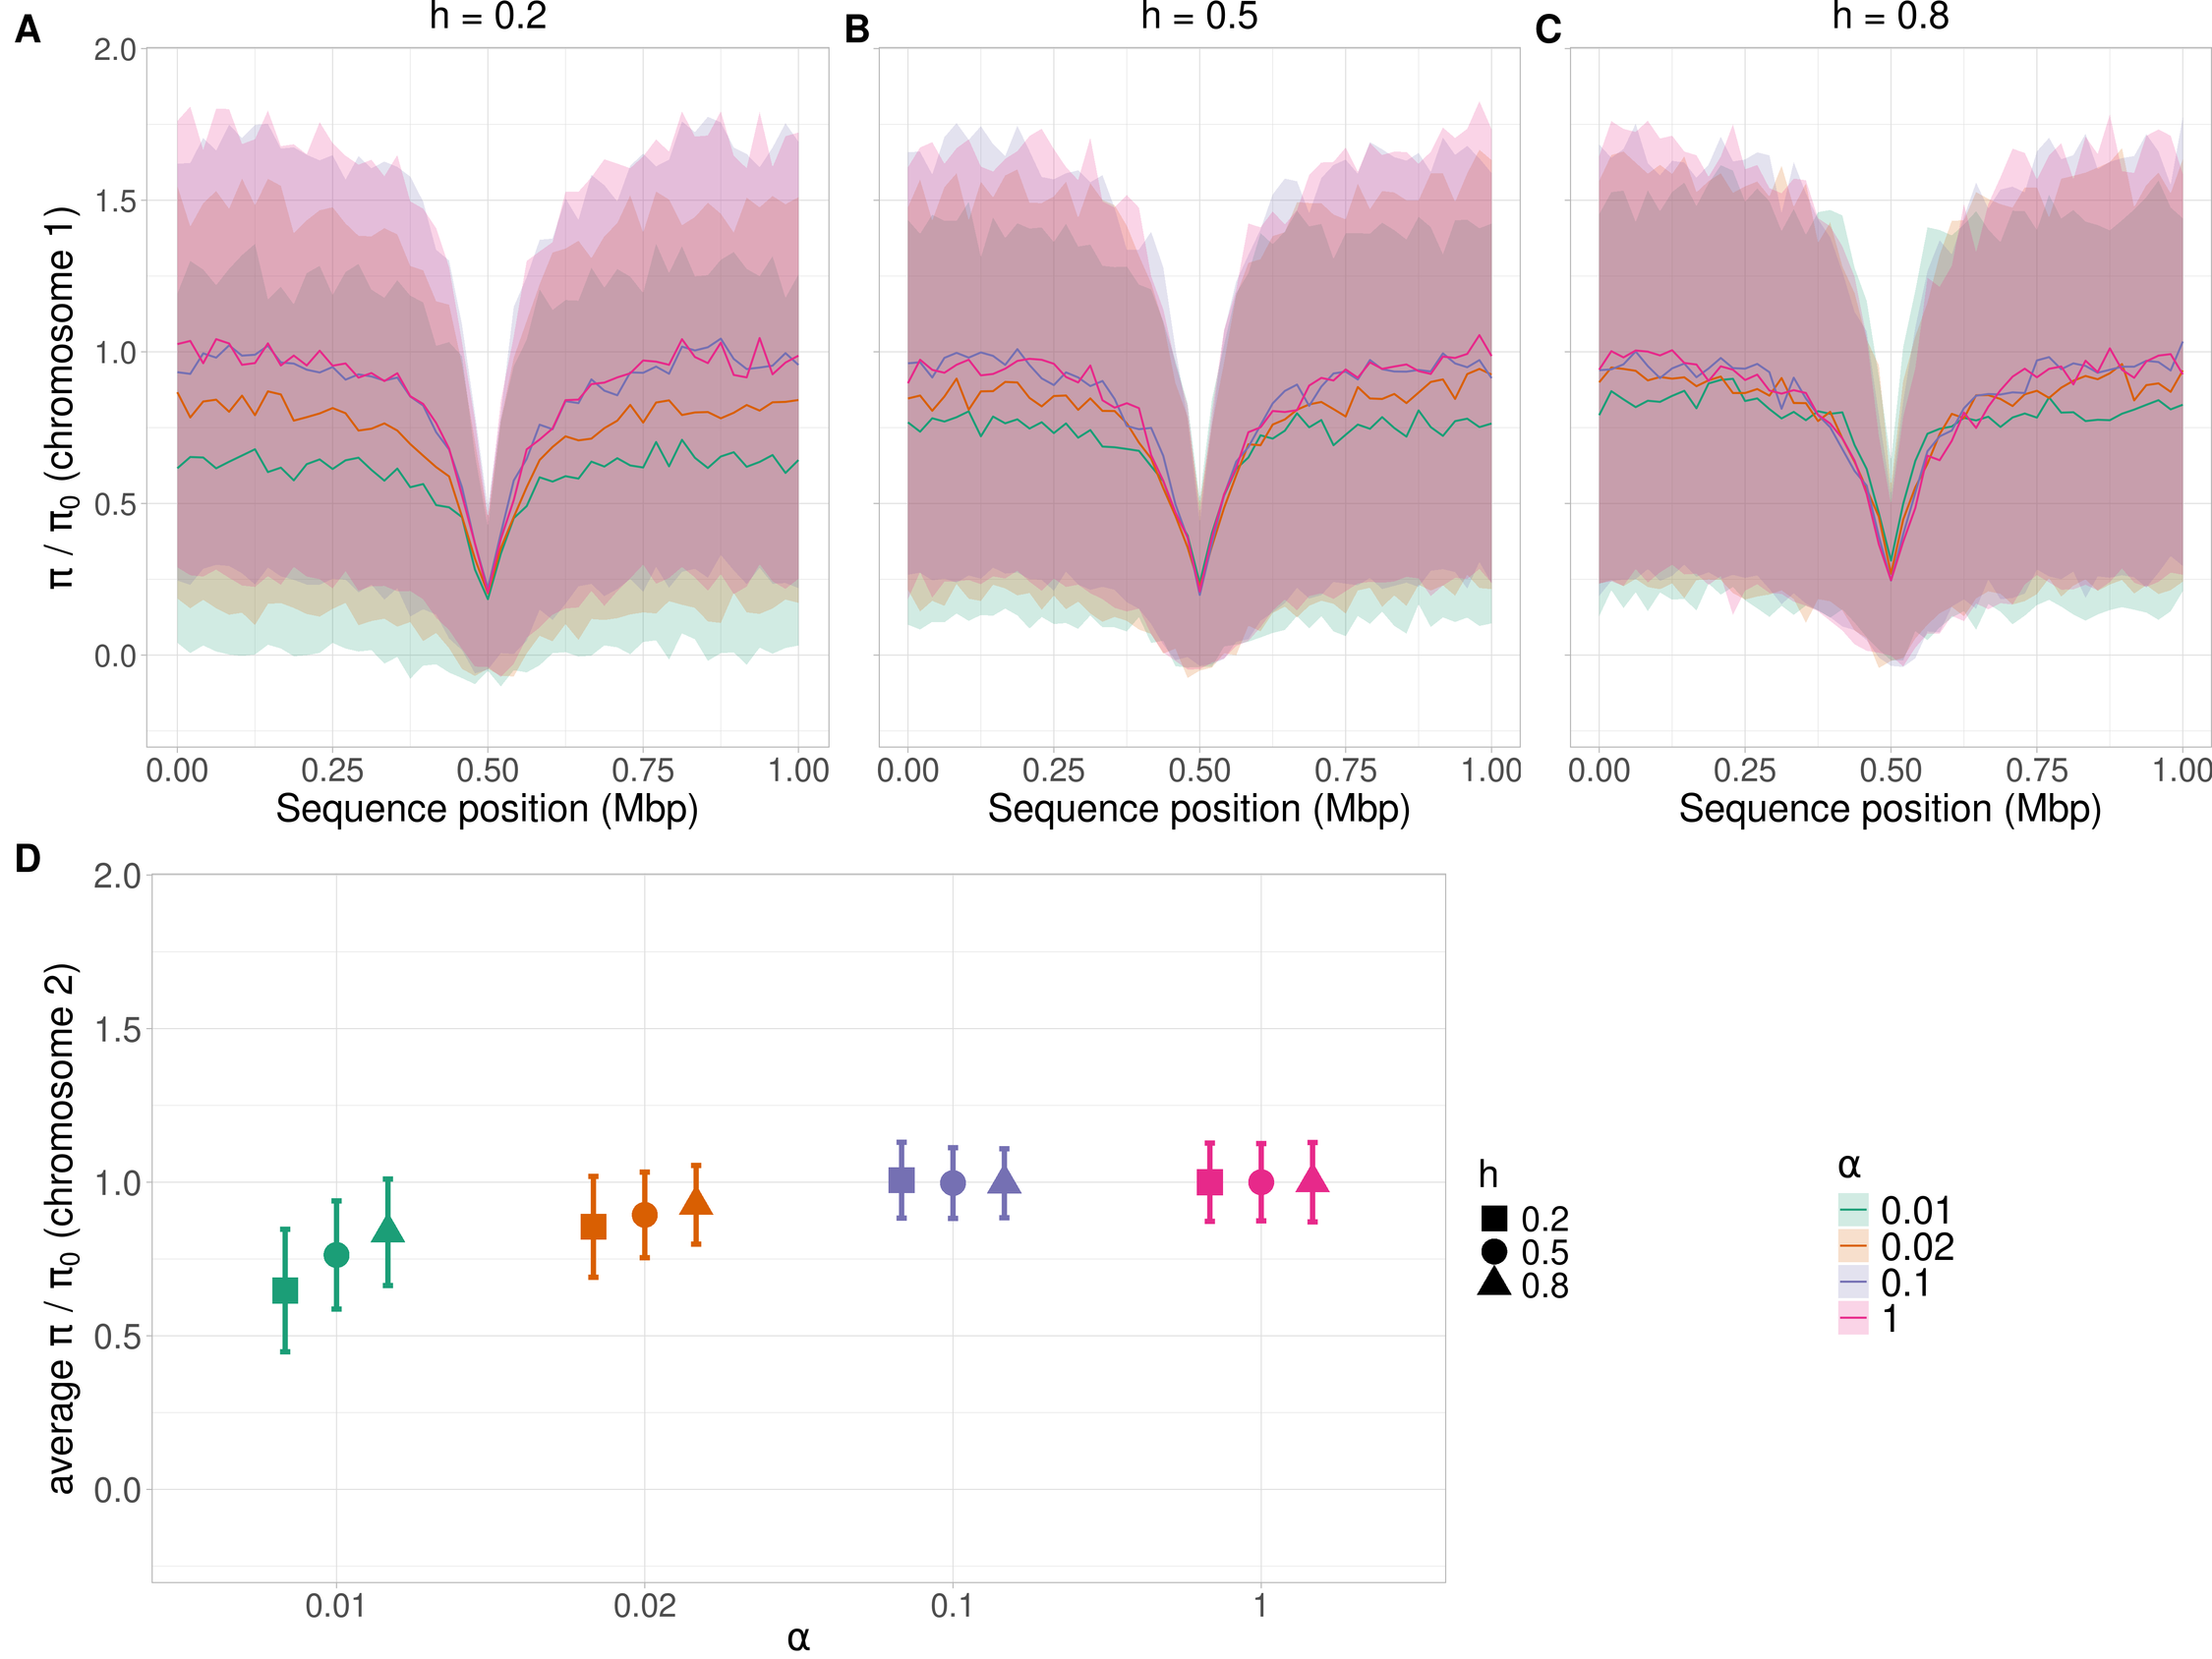 A
h = 0.2
B
h = 0.5
C
h = 0.8
π / π₀ (chromosome 1)
2.0
1.5
1.0
0.5
0.0
0.00 0.25 0.50 0.75 1.00
0.00 0.25 0.50 0.75 1.00
0.00 0.25 0.50 0.75 1.00
Sequence position (Mbp)
Sequence position (Mbp)
Sequence position (Mbp)
D
average π / π₀ (chromosome 2)
2.0
1.5
1.0
0.5
0.0
0.01 0.02 0.1 1
α
h
0.2
0.5
0.8
α
0.01
0.02
0.1
1